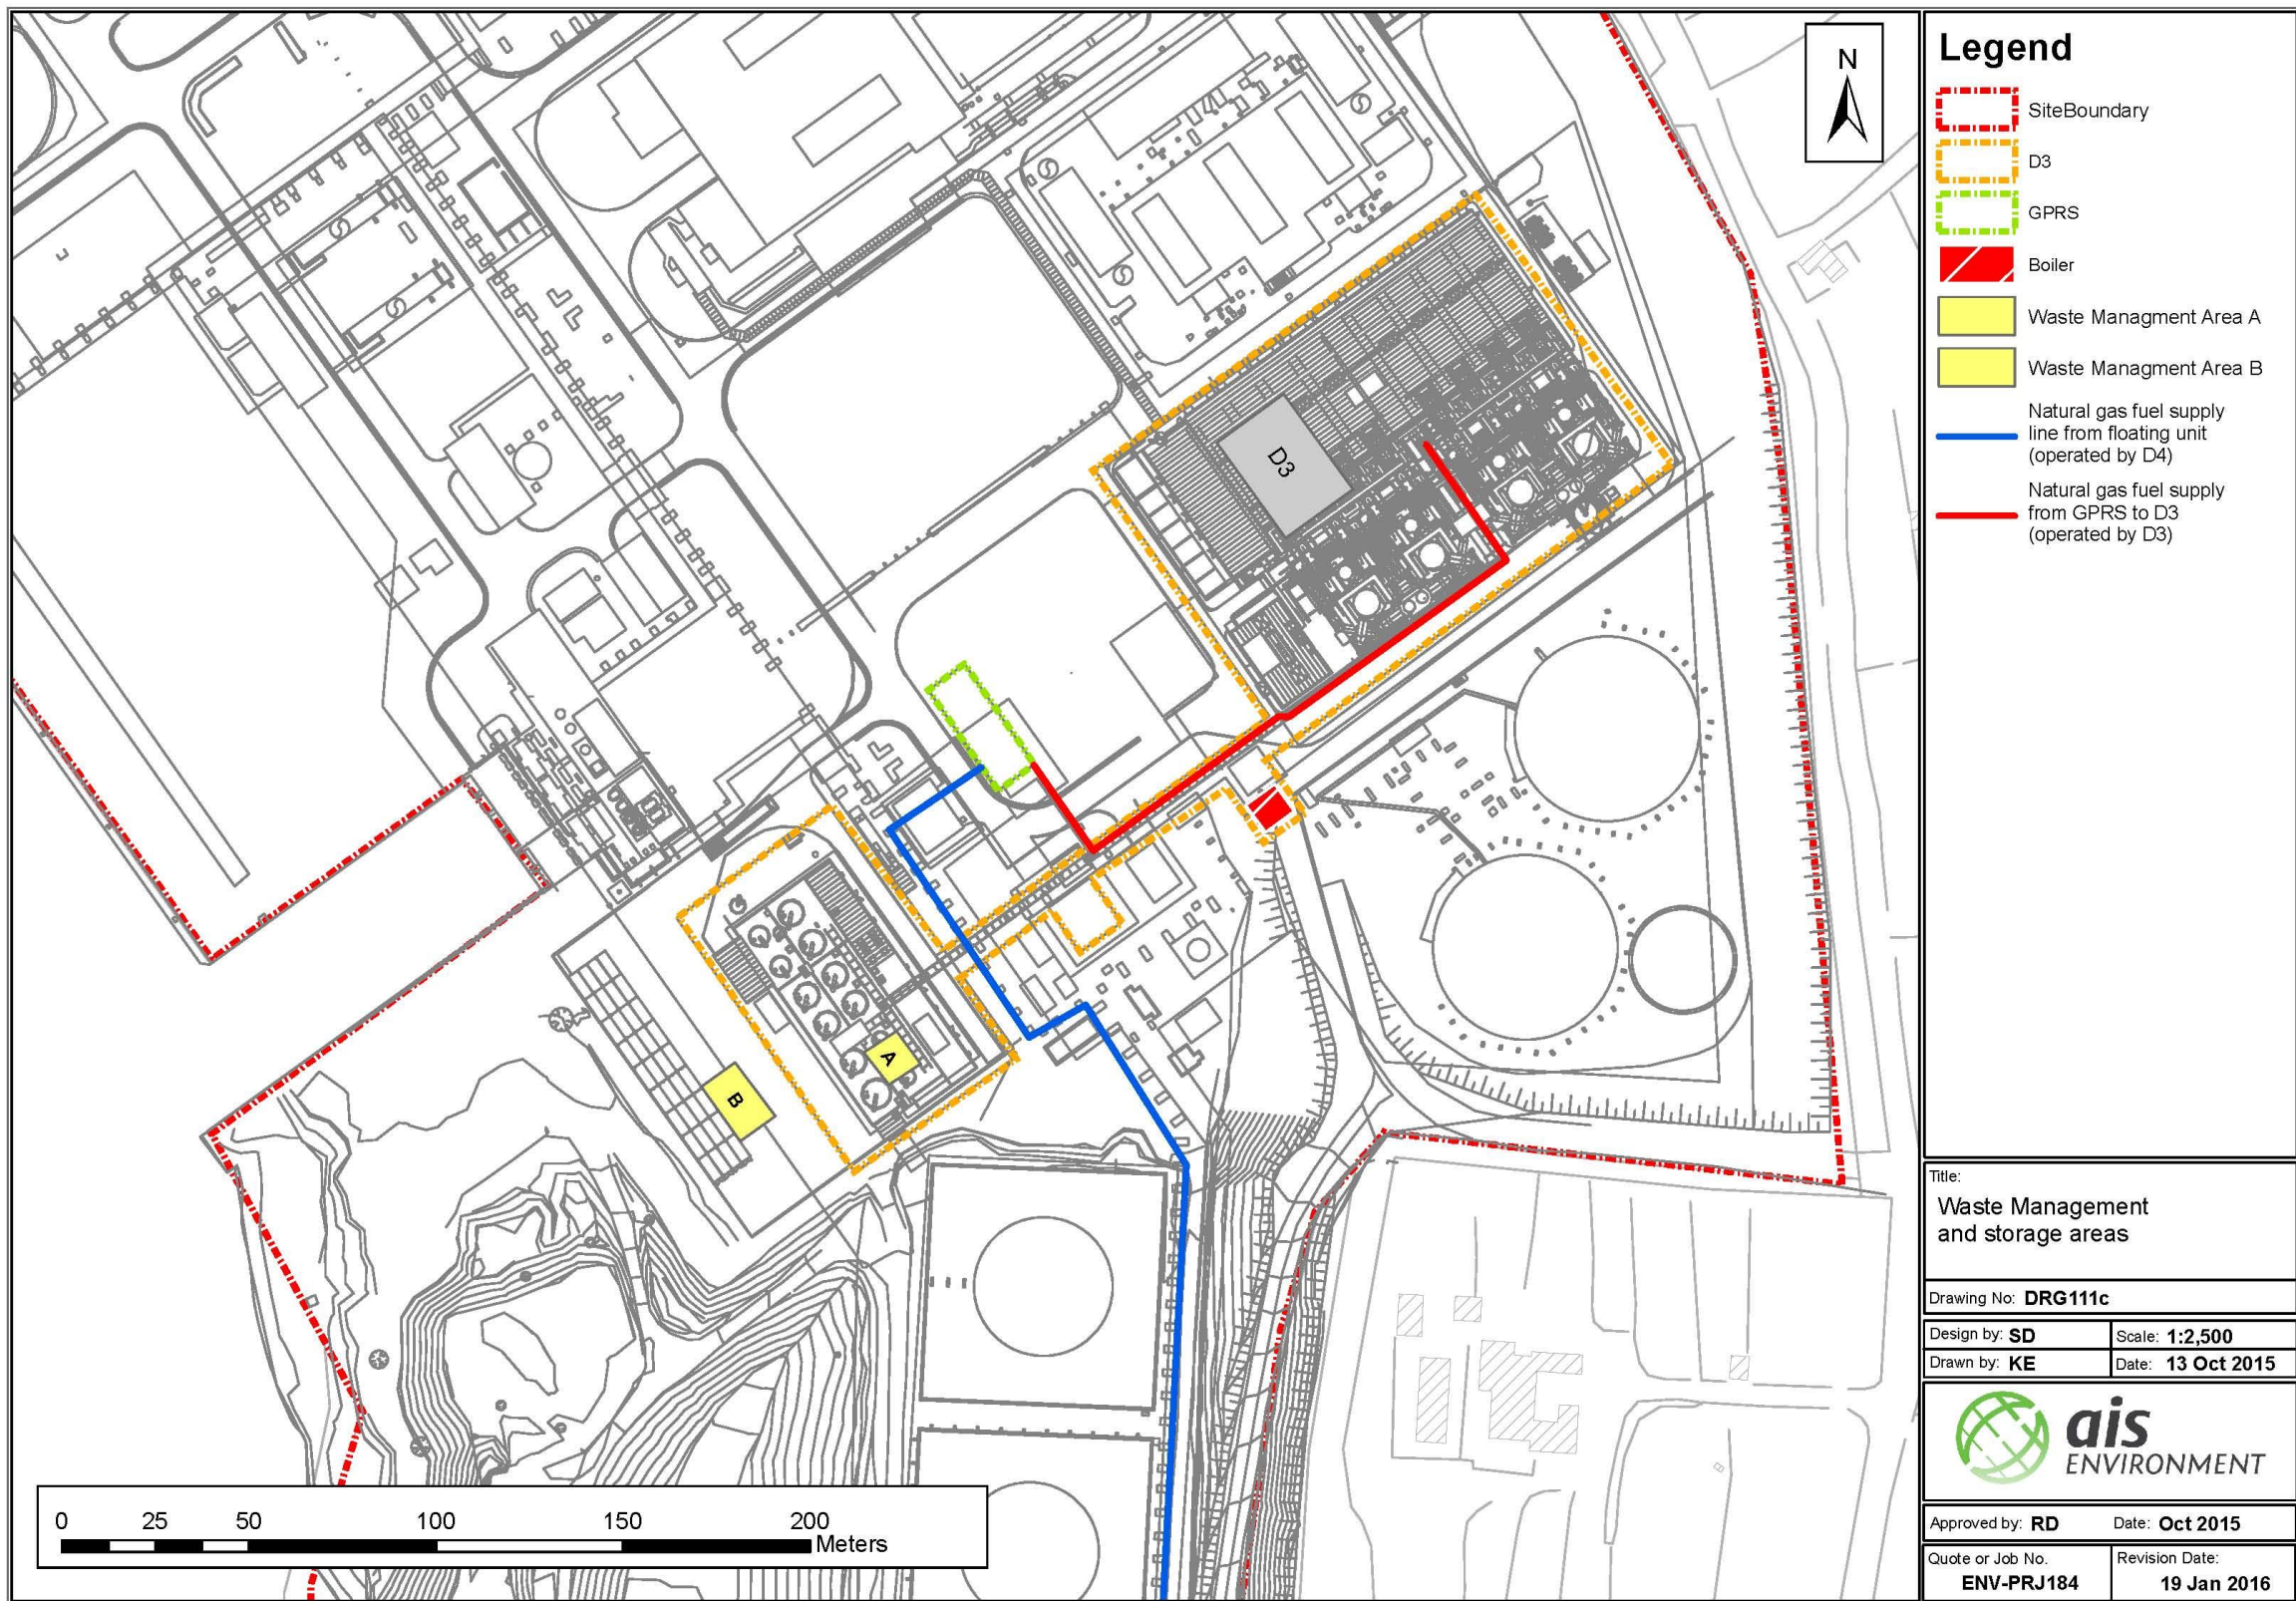 N
D3
A
B
0 25 50 100 150 200
Meters
Legend
SiteBoundary
D3
GPRS
Boiler
Waste Managment Area A
Waste Managment Area B
Natural gas fuel supply
line from floating unit
(operated by D4)
Natural gas fuel supply
from GPRS to D3
(operated by D3)
Title:
Waste Management
and storage areas
Drawing No: DRG111c
Design by: SD Scale: 1:2,500
Drawn by: KE Date: 13 Oct 2015
ais
ENVIRONMENT
Approved by: RD Date: Oct 2015
Quote or Job No. Revision Date:
ENV-PRJ184 19 Jan 2016